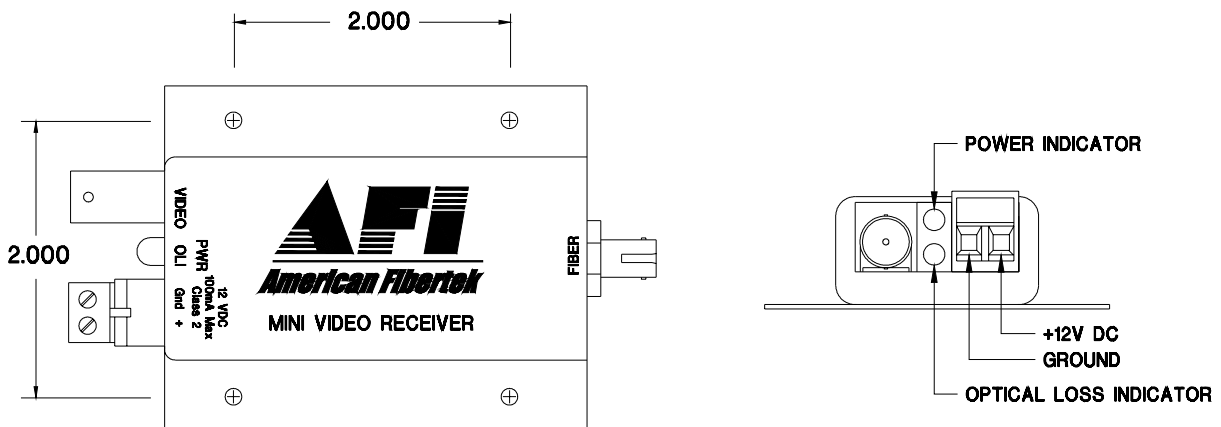 2.000
2.000
VIDEO
OLI
PWR
12 VDC
100mA Max
Class 2
Gnd +
AFI
American Fibertek
MINI VIDEO RECEIVER
FIBER
POWER INDICATOR
+12V DC
GROUND
OPTICAL LOSS INDICATOR